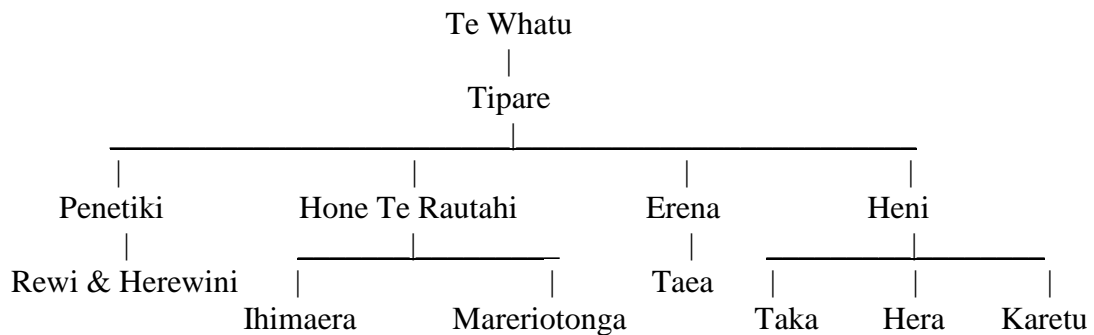 Te Whatu
Tipare
Penetiki Hone Te Rautahi Erena Heni
Rewi & Herewini Taea
Ihimaera Mareriotonga Taka Hera Karetu